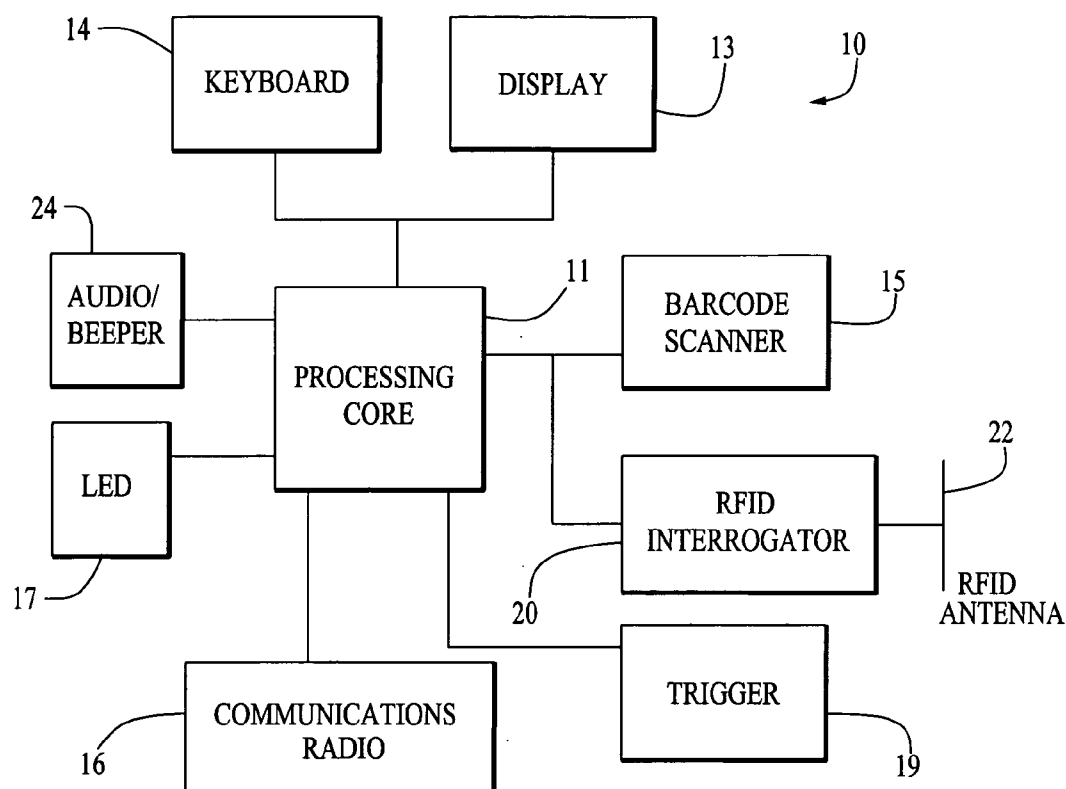 14
KEYBOARD
DISPLAY
13
10
24
AUDIO/
BEEPER
11
PROCESSING
CORE
BARCODE
SCANNER
15
LED
17
RFID
INTERROGATOR
20
22
RFID
ANTENNA
COMMUNICATIONS
RADIO
16
TRIGGER
19